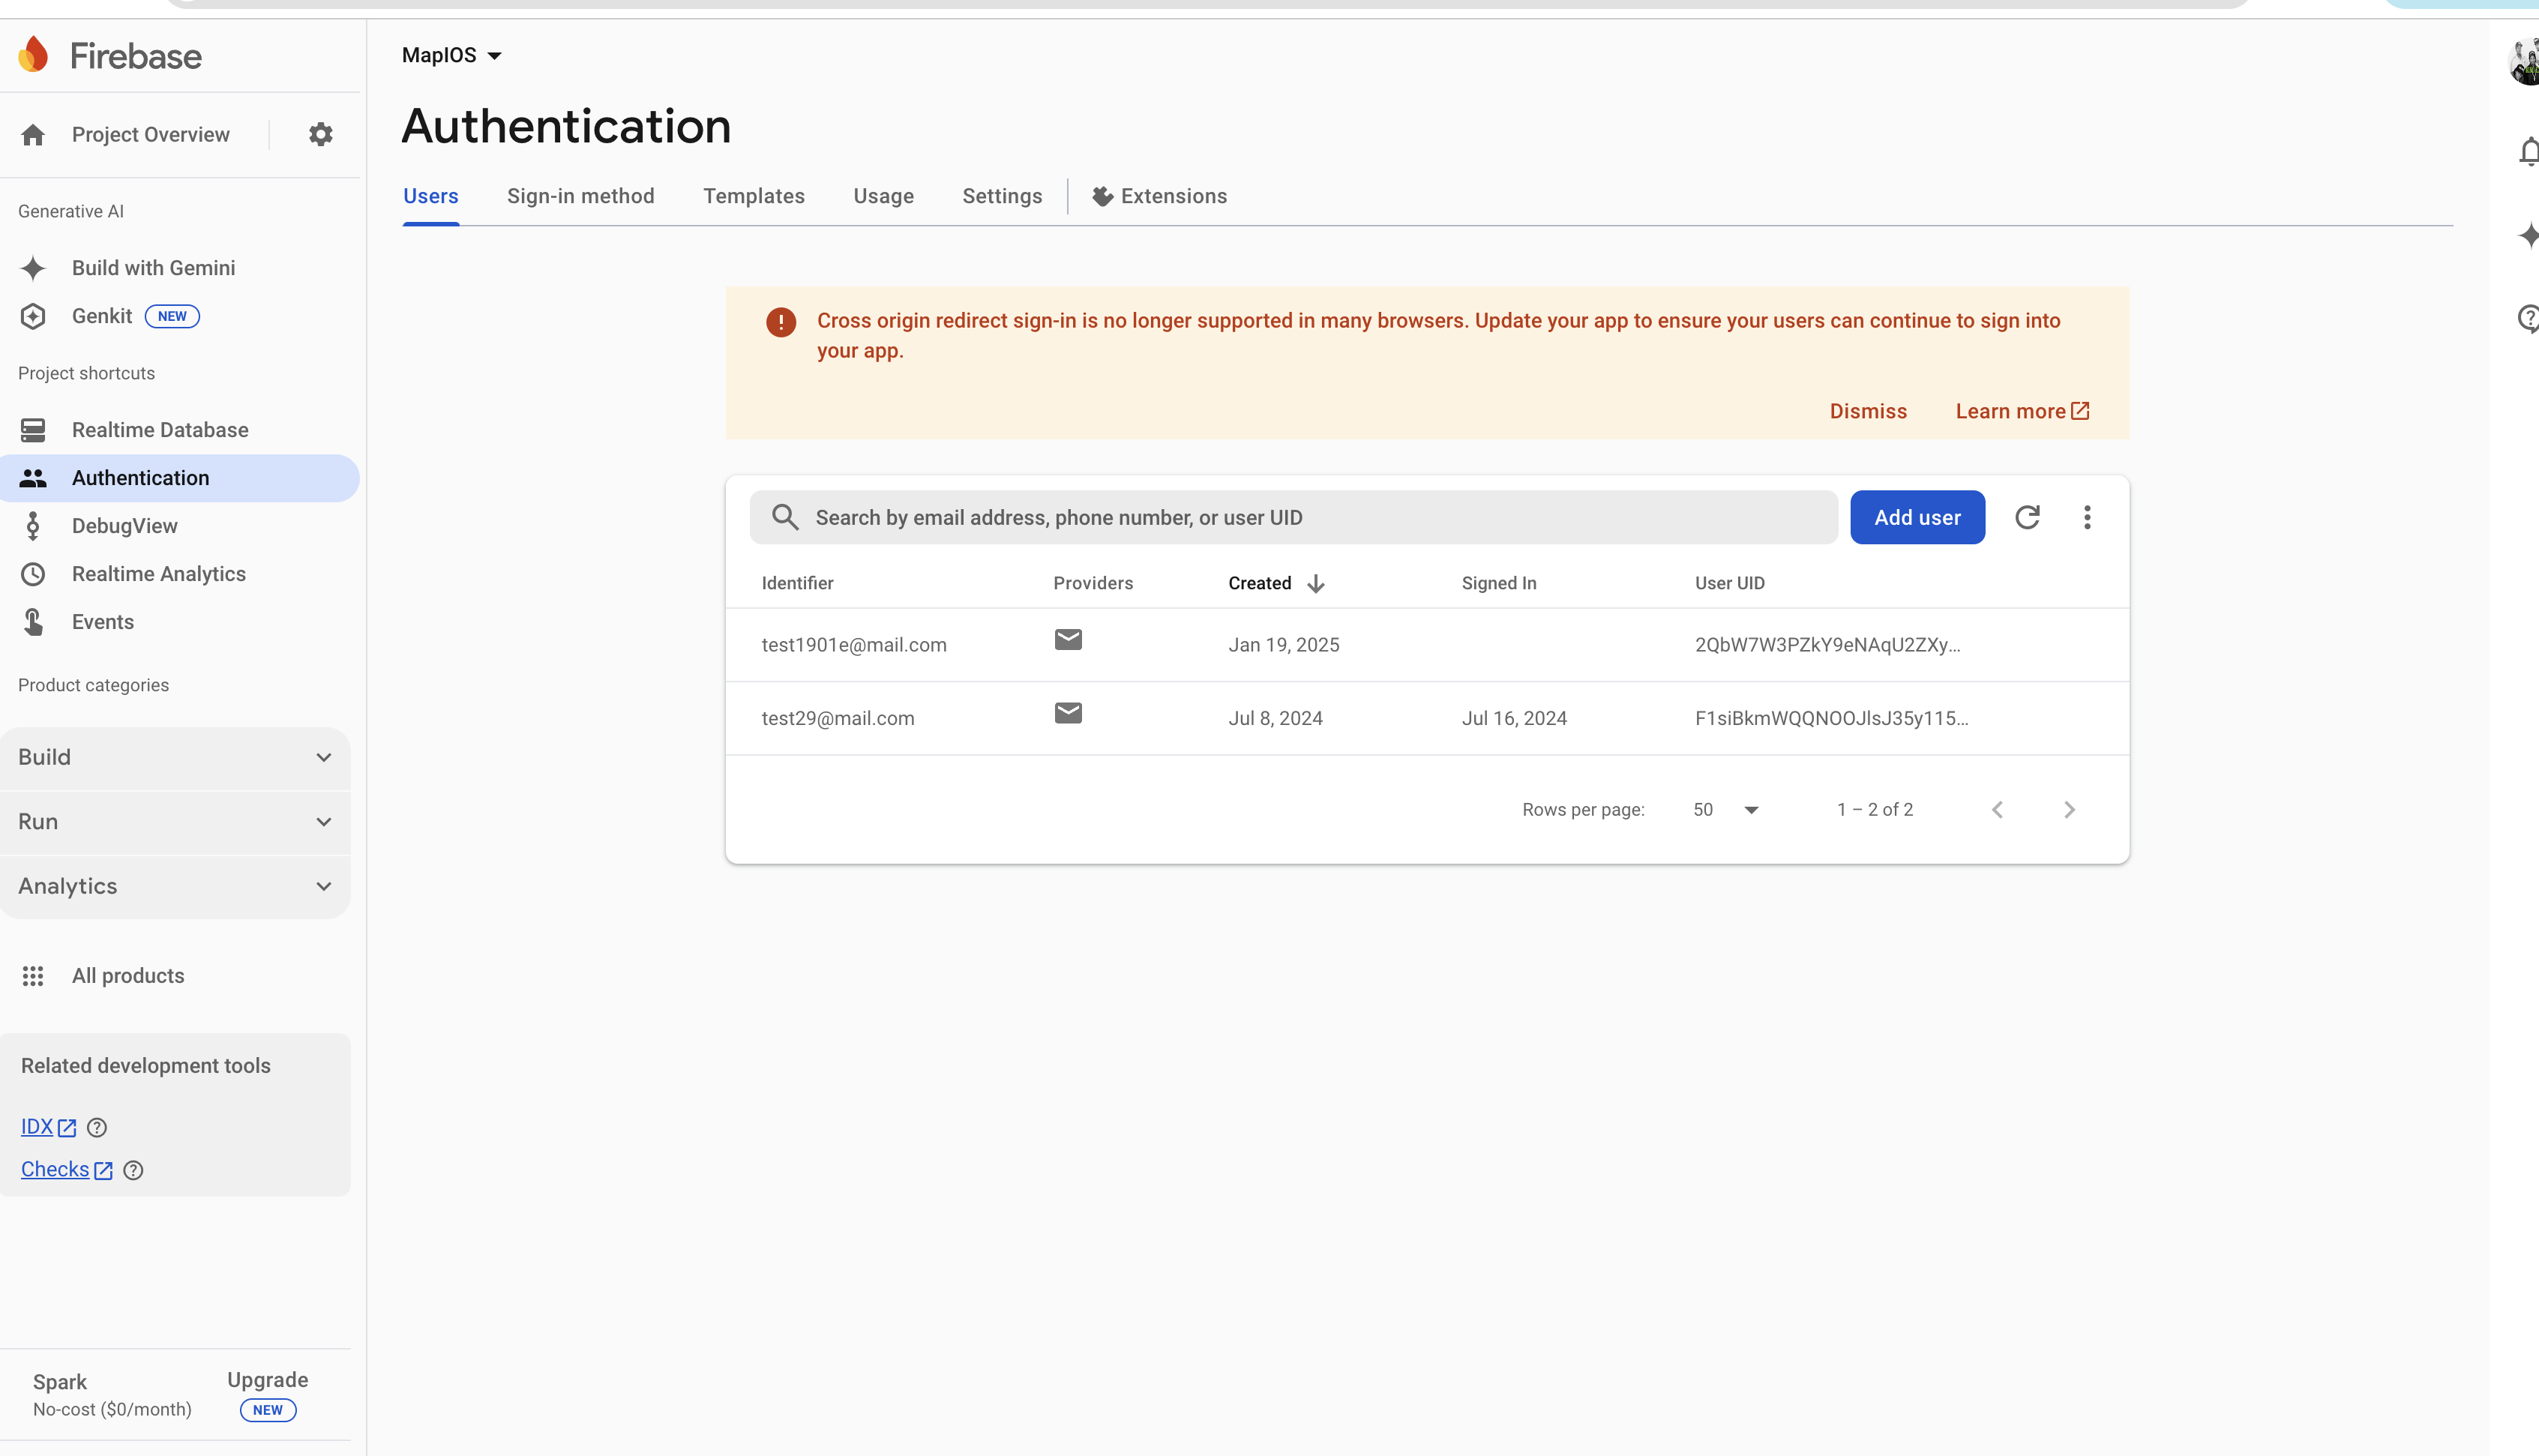 Firebase
Project Overview
Generative AI
Build with Gemini
Genkit NEW
Project shortcuts
Realtime Database
Authentication
DebugView
Realtime Analytics
Events
Product categories
Build
Run
Analytics
All products
Related development tools
IDX
Checks
Spark
No-cost ($0/month)
Upgrade
NEW
MapIOS
Authentication
Users Sign-in method Templates Usage Settings Extensions
Cross origin redirect sign-in is no longer supported in many browsers. Update your app to ensure your users can continue to sign into
your app.
Dismiss Learn more
Search by email address, phone number, or user UID Add user
Identifier Providers Created Signed In User UID
test1901e@mail.com Jan 19, 2025 2QbW7W3PZkY9eNAqU2ZXy...
test29@mail.com Jul 8, 2024 Jul 16, 2024 F1siBkmWQQNOOJlsJ35y115...
Rows per page: 50 1 – 2 of 2